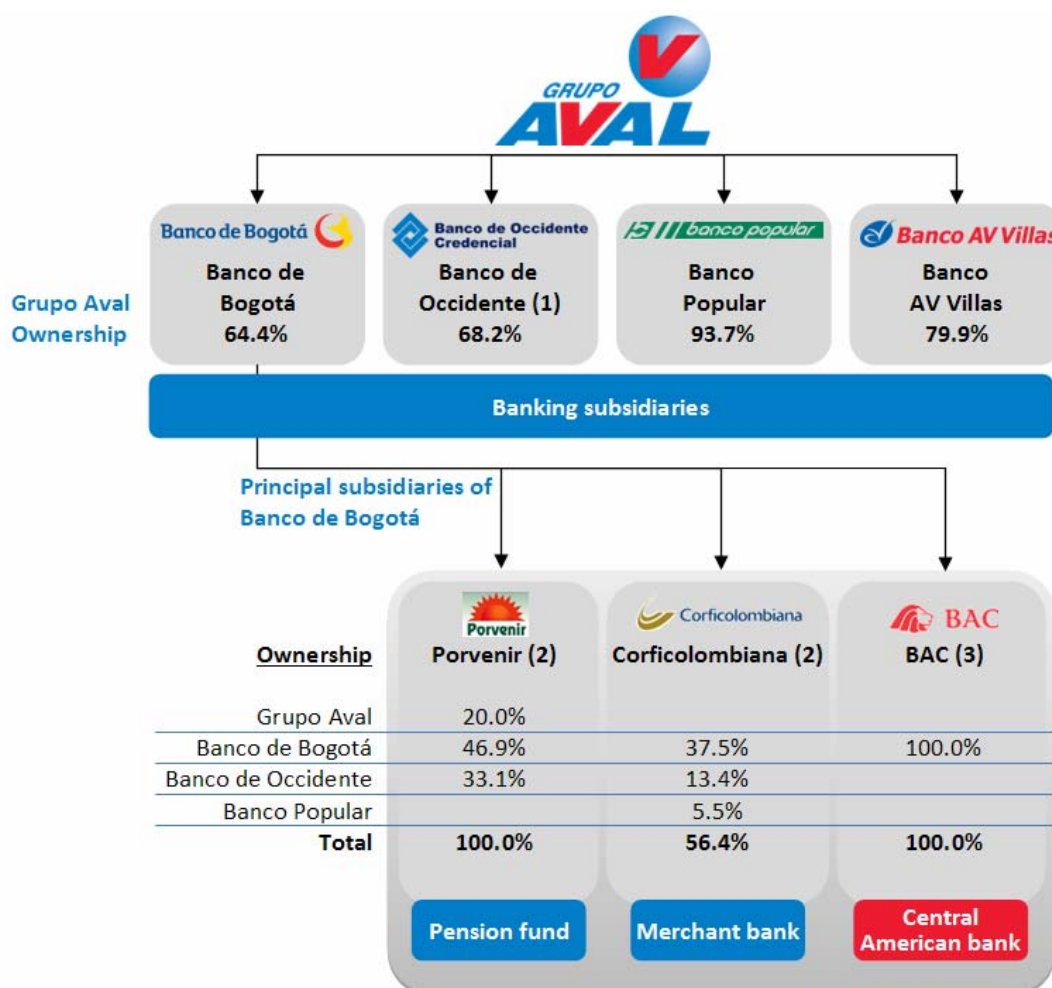 GRUPO
AVAL
Banco de Bogotá
Banco de Occidente
Credencial
banco popular
Banco AV Villas
Grupo Aval
Ownership
Banco de
Bogotá
64.4%
Banco de
Occidente (1)
68.2%
Banco
Popular
93.7%
Banco
AV Villas
79.9%
Banking subsidiaries
Principal subsidiaries of
Banco de Bogotá
Porvenir
Corficolombiana
BAC
Ownership Porvenir (2) Corficolombiana (2) BAC (3)
Grupo Aval 20.0%
Banco de Bogotá 46.9% 37.5% 100.0%
Banco de Occidente 33.1% 13.4%
Banco Popular 5.5%
Total 100.0% 56.4% 100.0%
Pension fund
Merchant bank
Central
American bank